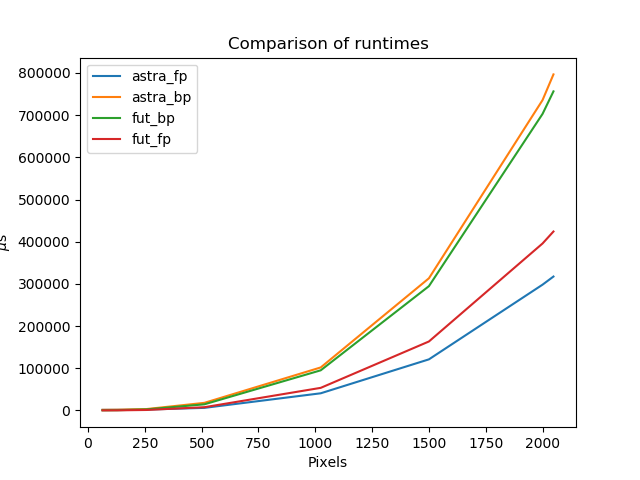 Comparison of runtimes
astra_fp
astra_bp
fut_bp
fut_fp
800000
700000
600000
500000
400000
300000
200000
100000
0
μs
0 250 500 750 1000 1250 1500 1750 2000
Pixels